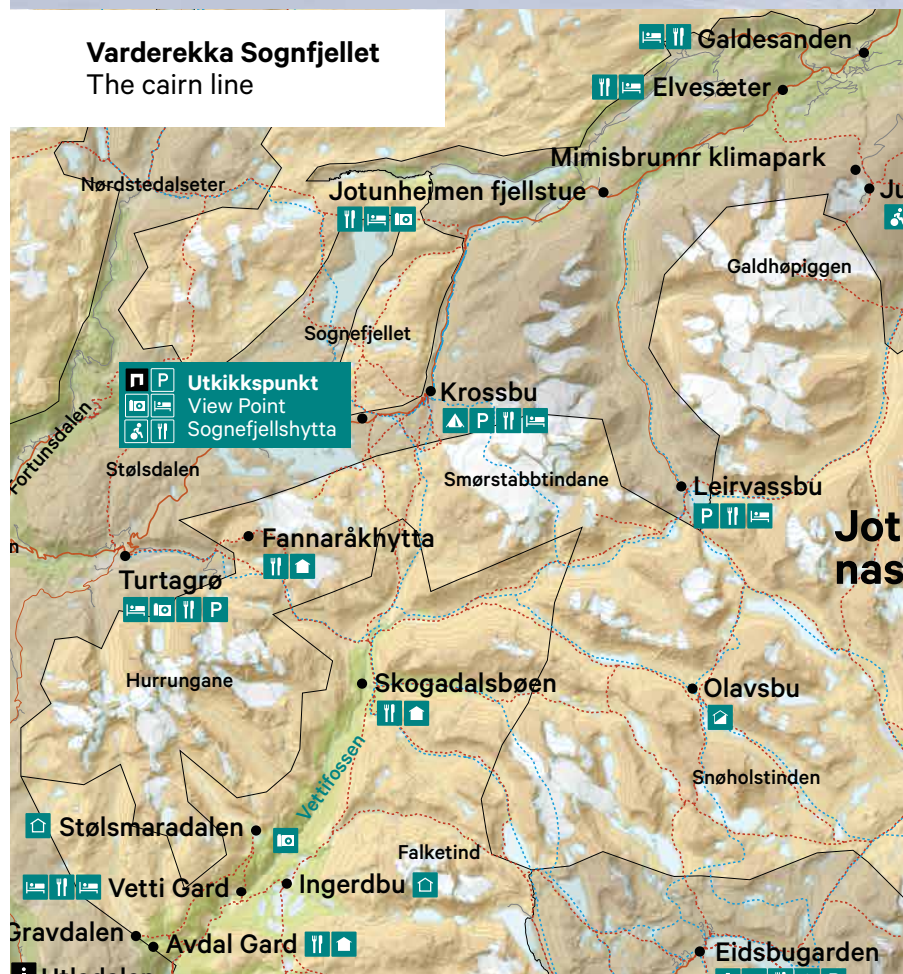 Varderekka Sognfjellet
The cairn line
Galdesanden
Elvesæter
Mimisbrunnr klimapark
Ju
Nørdstedalseter
Jotunheimen fjellstue
Galdhøpiggen
Sognefjellet
P Utkikkspunkt
View Point
Sognefjellshytta
Krossbu
P
Fortunsdalen
Stølsdalen
Smørstabbtindane
Leirvassbu
P
Jot
nas
Fannaråkhytta
n
Turtagrø
P
Hurrungane
Skogadalsbøen
Olavsbu
Vettifossen
Snøholstinden
Stølsmaradalen
Falketind
Vetti Gard
Ingerdbu
Gravdalen
Avdal Gard
Eidsbugarden
Utladalen